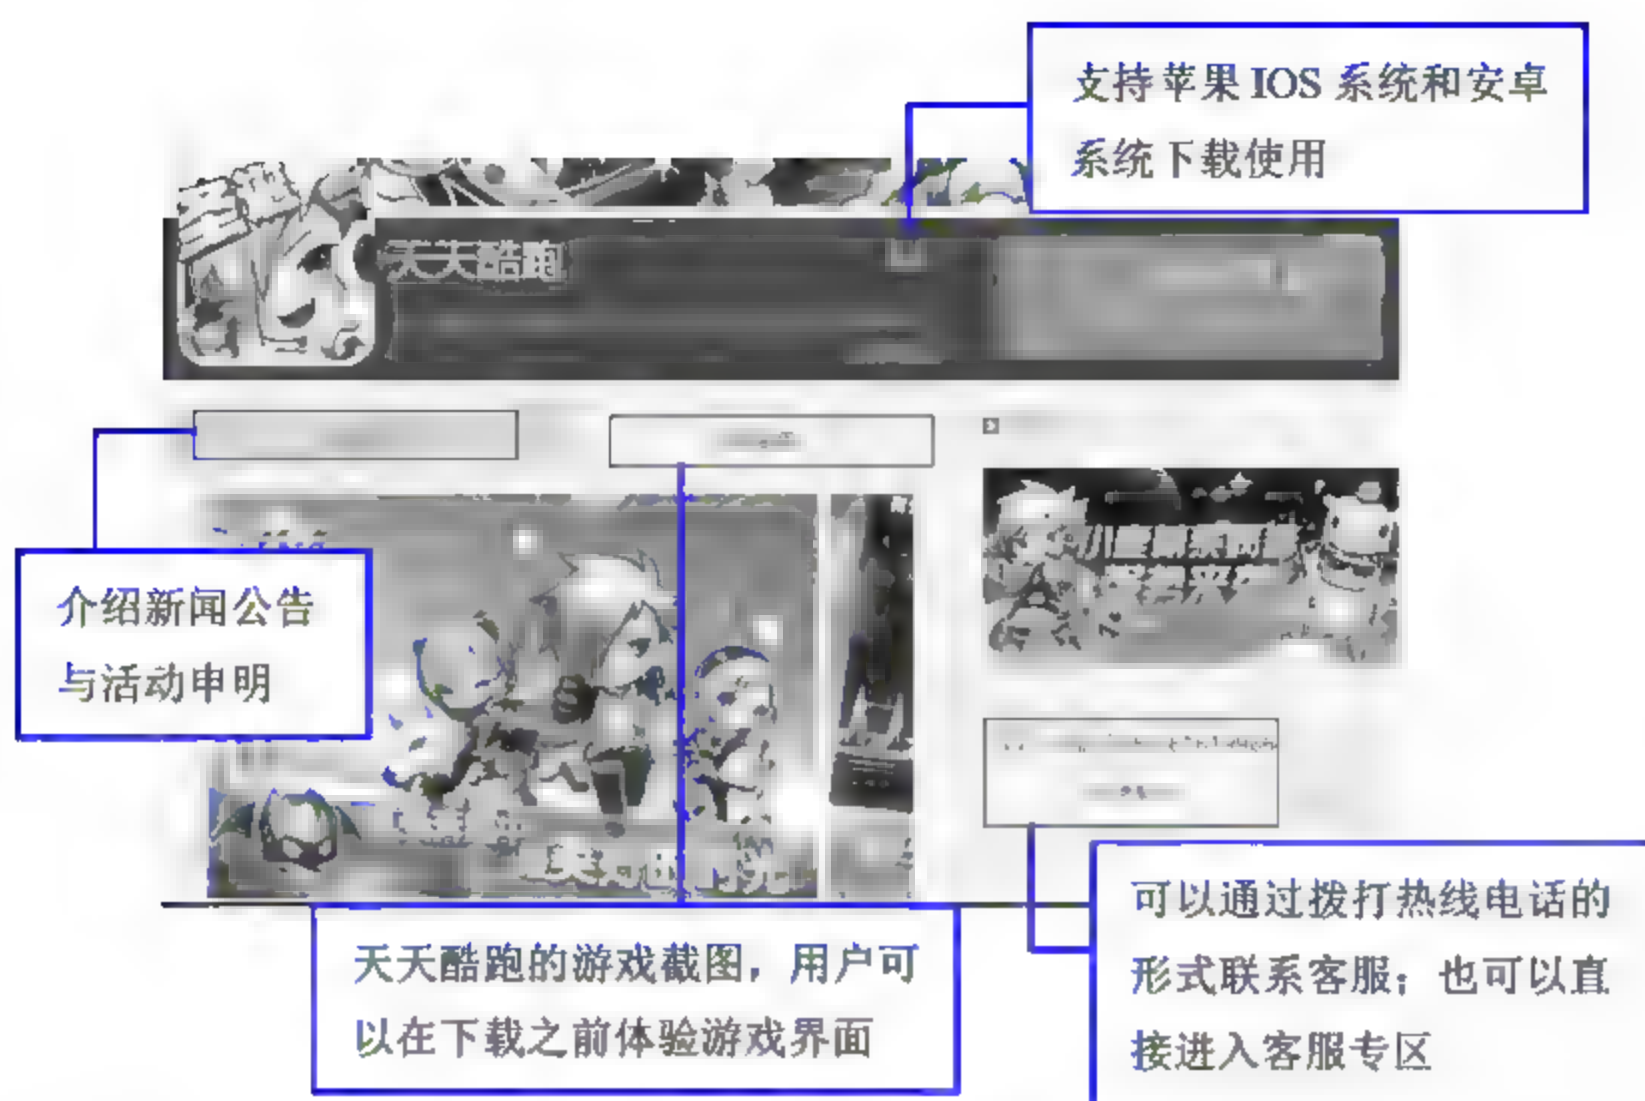 支持苹果 IOS 系统和安卓
系统下载使用
天天酷跑
介绍新闻公告
与活动申明
天天酷跑的游戏截图，用户可
以在下载之前体验游戏界面
可以通过拨打热线电话的
形式联系客服；也可以直
接进入客服专区